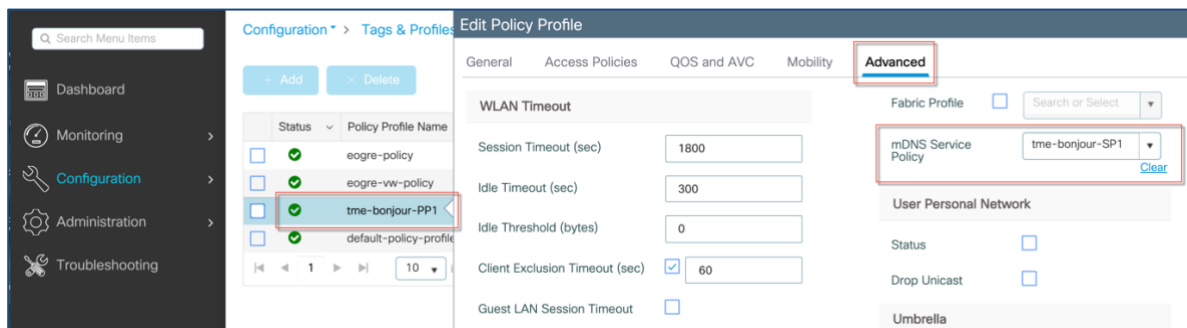 Search Menu Items
Dashboard
Monitoring
Configuration
Administration
Troubleshooting
Configuration > Tags & Profiles
+ Add
× Delete
Status
Policy Profile Name
eogre-policy
eogre-vw-policy
tme-bonjour-PP1
default-policy-profile
1
10
Edit Policy Profile
General
Access Policies
QOS and AVC
Mobility
Advanced
WLAN Timeout
Session Timeout (sec)
1800
Idle Timeout (sec)
300
Idle Threshold (bytes)
0
Client Exclusion Timeout (sec)
60
Guest LAN Session Timeout
Fabric Profile
Search or Select
mDNS Service
Policy
tme-bonjour-SP1
Clear
User Personal Network
Status
Drop Unicast
Umbrella